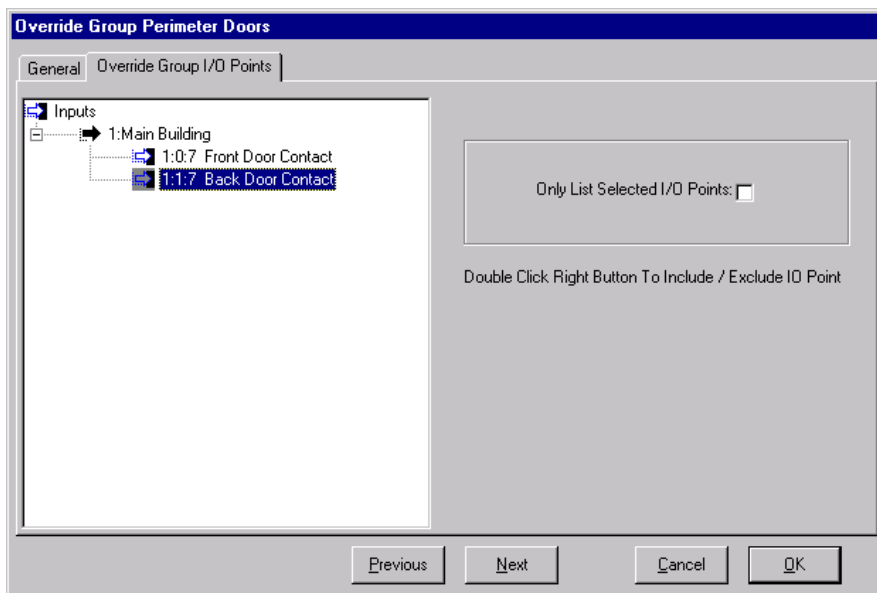 Override Group Perimeter Doors
General
Override Group I/O Points
Inputs
1:Main Building
1:0:7 Front Door Contact
1:1:7 Back Door Contact
Only List Selected I/O Points:
Double Click Right Button To Include / Exclude IO Point
Previous
Next
Cancel
OK